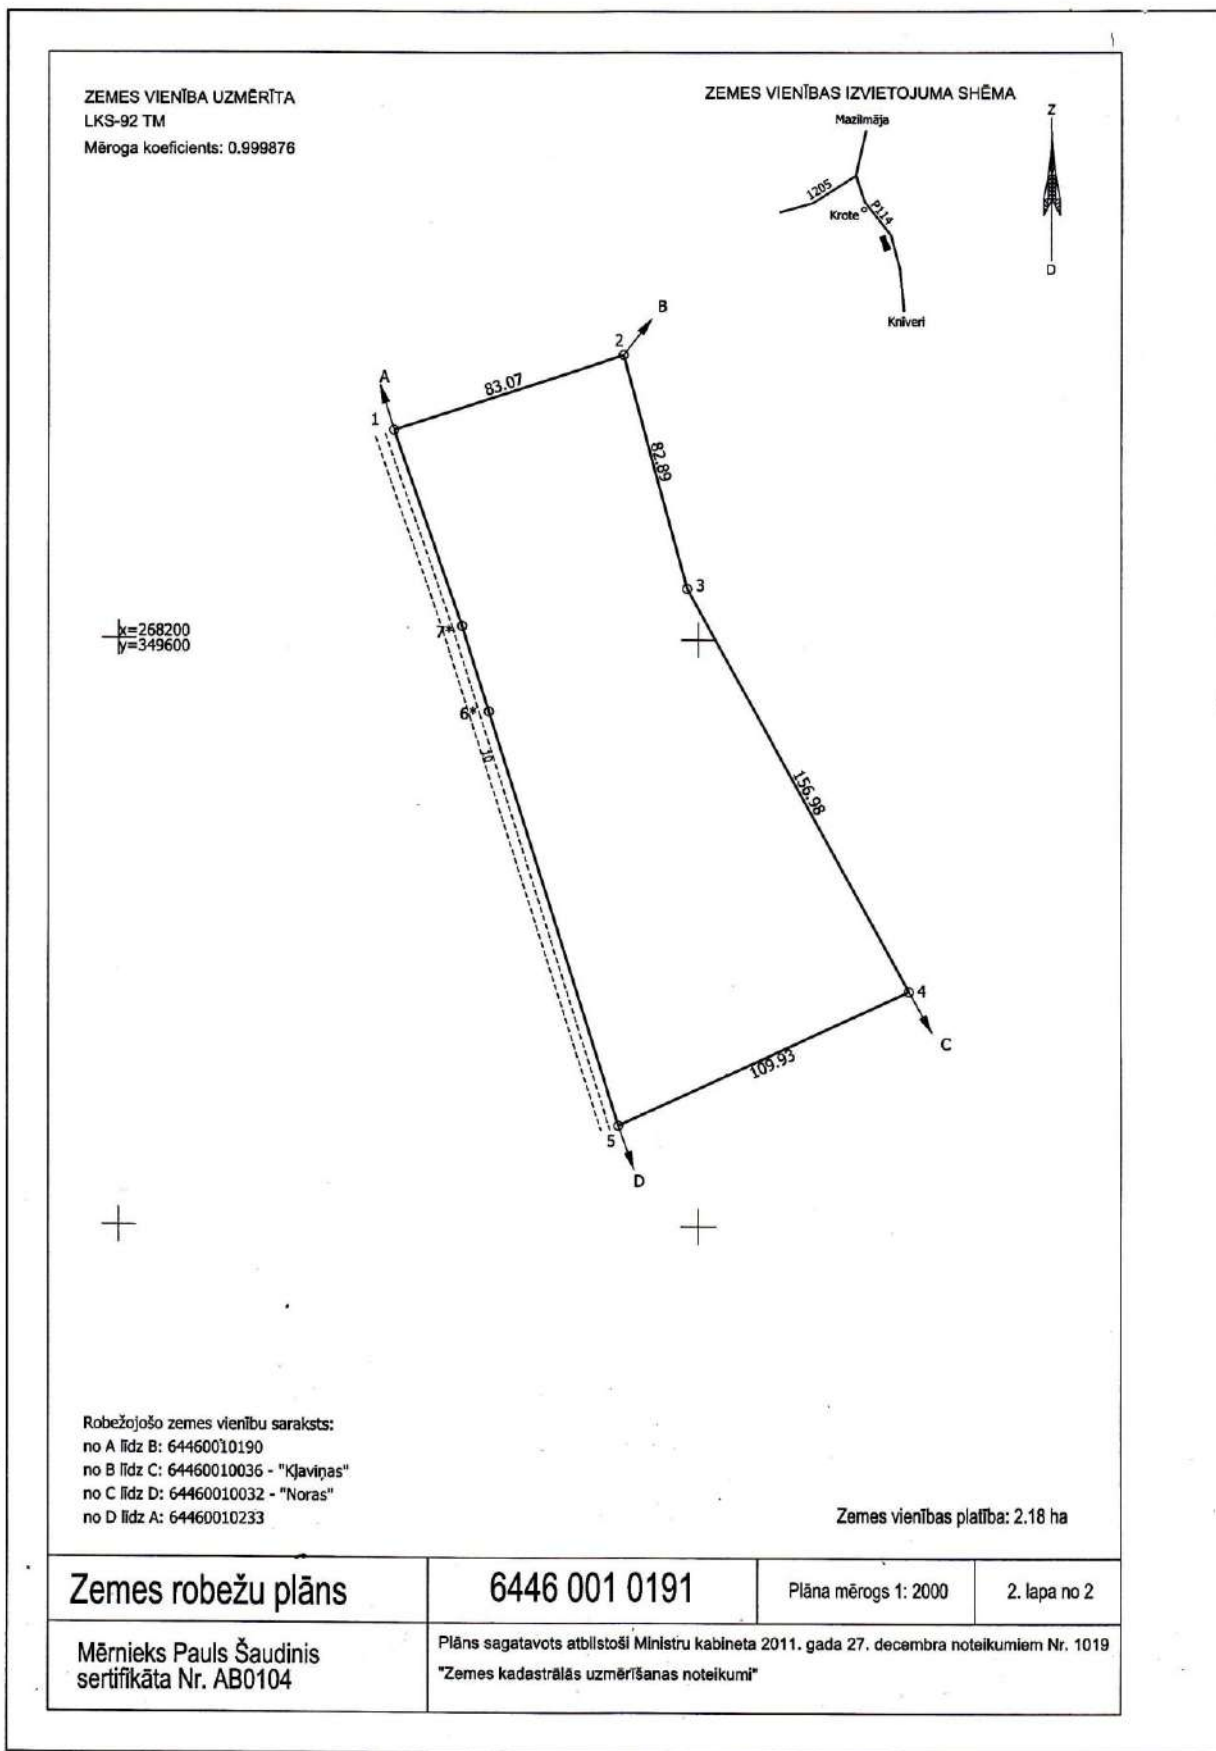 ZEMES VIENĪBA UZMĒRĪTA
LKS-92 TM
Mēroga koeficients: 0.999876
ZEMES VIENĪBAS IZVIETOJUMA SHĒMA
Mazilmāja
1205
Krote
P114
Knīveri
Z
D
A
B
1
2
83.07
82.89
3
x=268200
y=349600
7*
6*
156.98
4
C
109.93
5
D
Robežojošo zemes vienību saraksts:
no A līdz B: 64460010190
no B līdz C: 64460010036 - "Kļaviņas"
no C līdz D: 64460010032 - "Noras"
no D līdz A: 64460010233
Zemes vienības platība: 2.18 ha
Zemes robežu plāns
6446 001 0191
Plāna mērogs 1: 2000
2. lapa no 2
Mērnieks Pauls Šaudinis
sertifikāta Nr. AB0104
Plāns sagatavots atbilstoši Ministru kabineta 2011. gada 27. decembra noteikumiem Nr. 1019
"Zemes kadastrālās uzmērīšanas noteikumi"